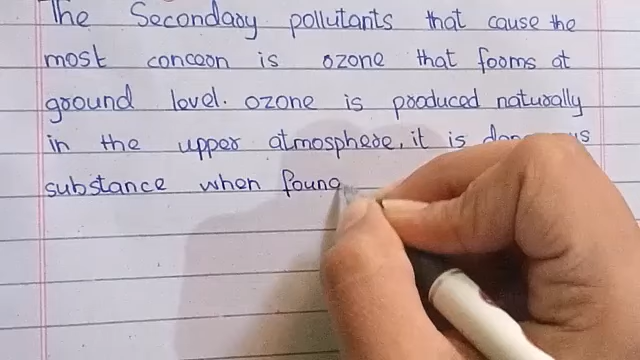 The Secondary pollutants that cause the
most concern is ozone that forms at
ground level. ozone is produced naturally
in the upper atmosphere, it is dangerous
substance when found